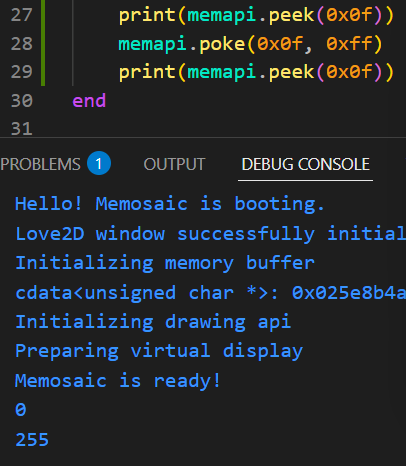 27 print(memapi.peek(0x0f))
28 memapi.poke(0x0f, 0xff)
29 print(memapi.peek(0x0f))
30 end
31
PROBLEMS 1 OUTPUT DEBUG CONSOLE
Hello! Memosaic is booting.
Love2D window successfully initial
Initializing memory buffer
cdata<unsigned char *>: 0x025e8b4a
Initializing drawing api
Preparing virtual display
Memosaic is ready!
0
255